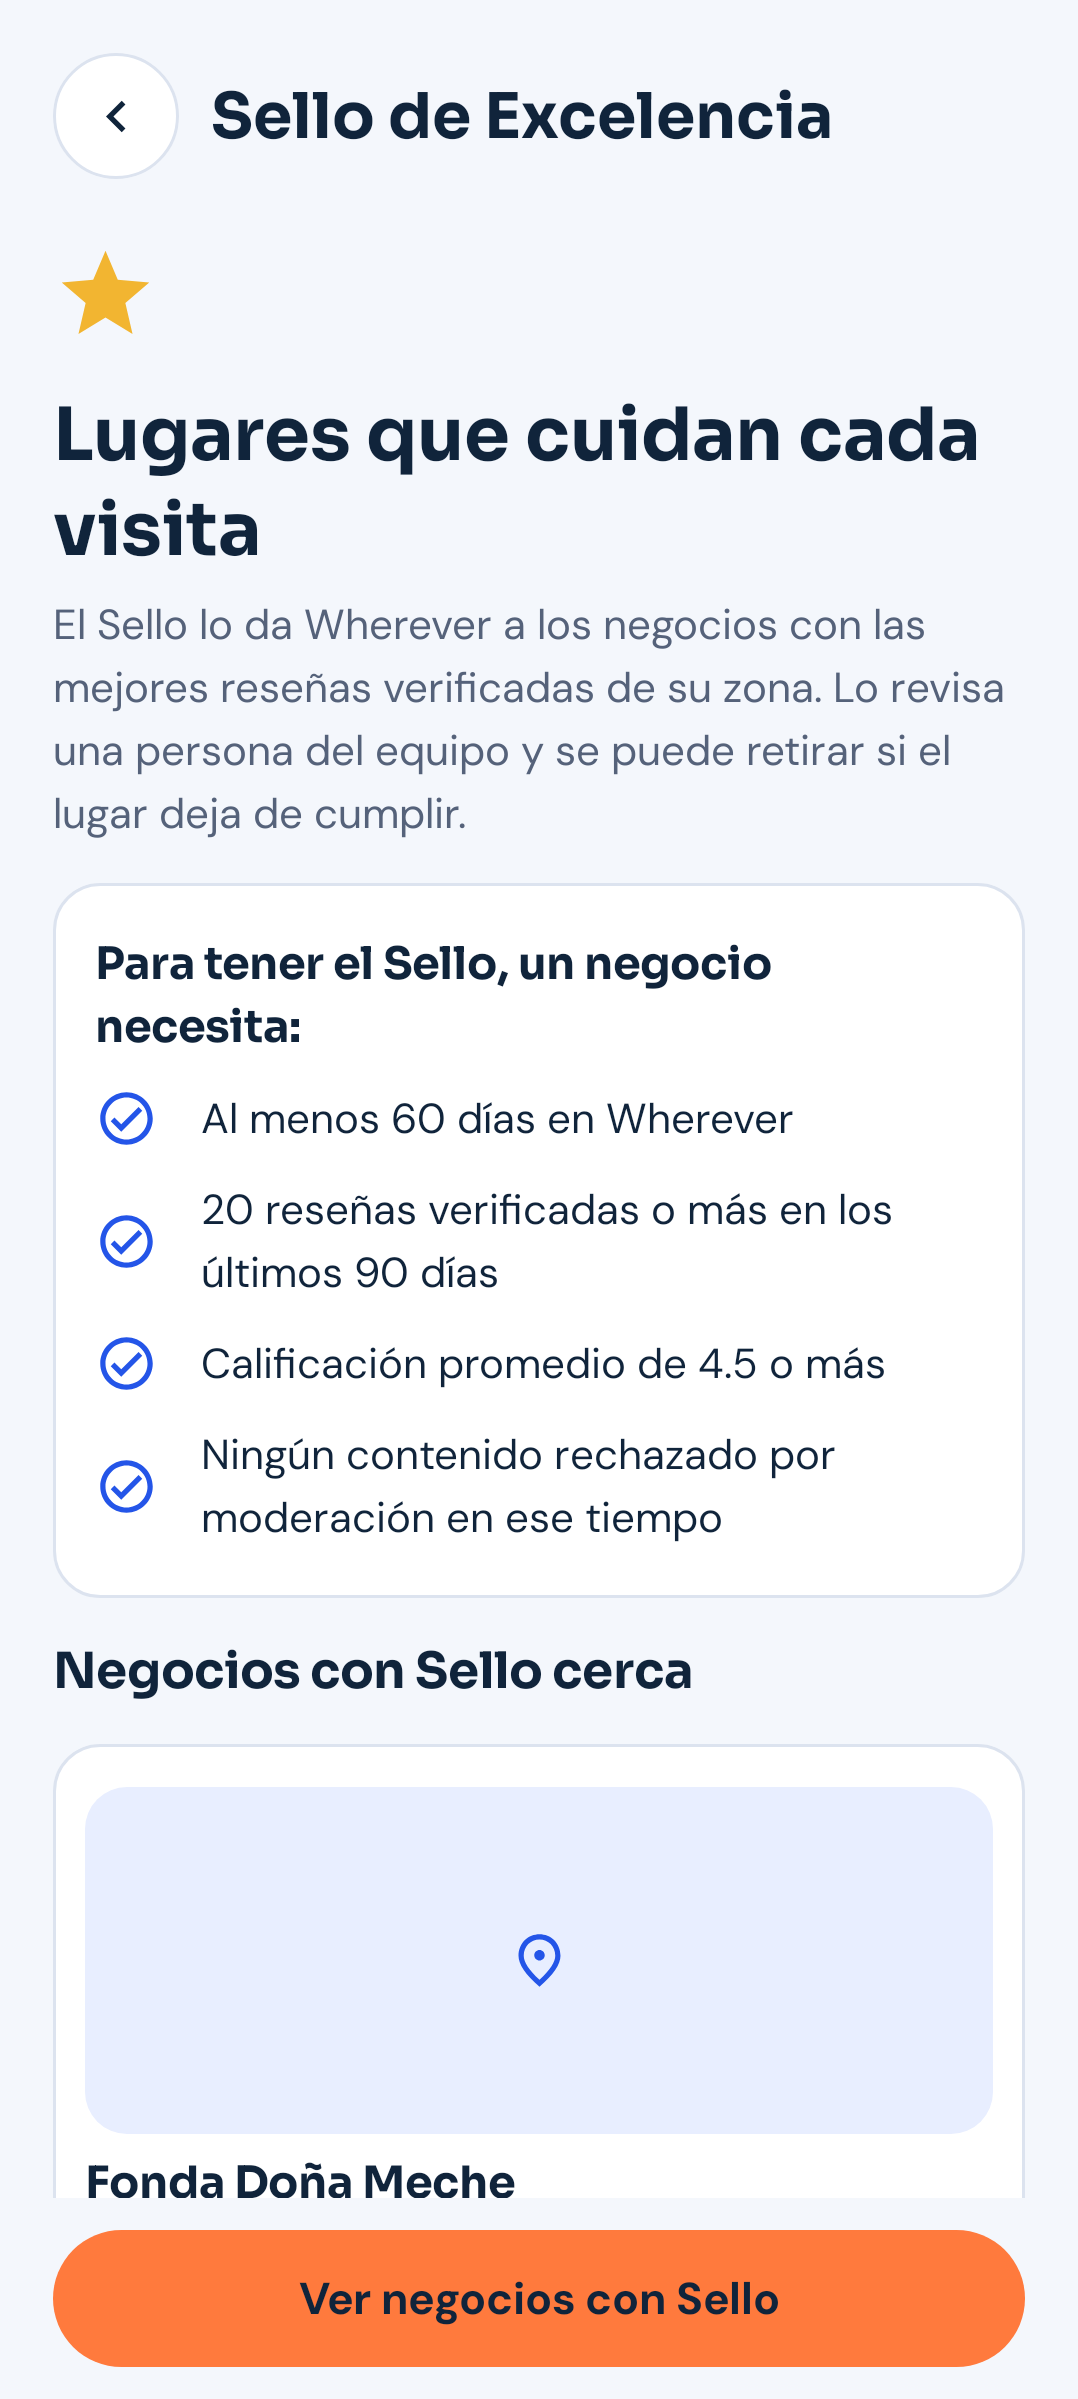 Sello de Excelencia
Lugares que cuidan cada
visita
El Sello lo da Wherever a los negocios con las
mejores reseñas verificadas de su zona. Lo revisa
una persona del equipo y se puede retirar si el
lugar deja de cumplir.
Para tener el Sello, un negocio
necesita:
Al menos 60 días en Wherever
20 reseñas verificadas o más en los
últimos 90 días
Calificación promedio de 4.5 o más
Ningún contenido rechazado por
moderación en ese tiempo
Negocios con Sello cerca
Fonda Doña Meche
Ver negocios con Sello